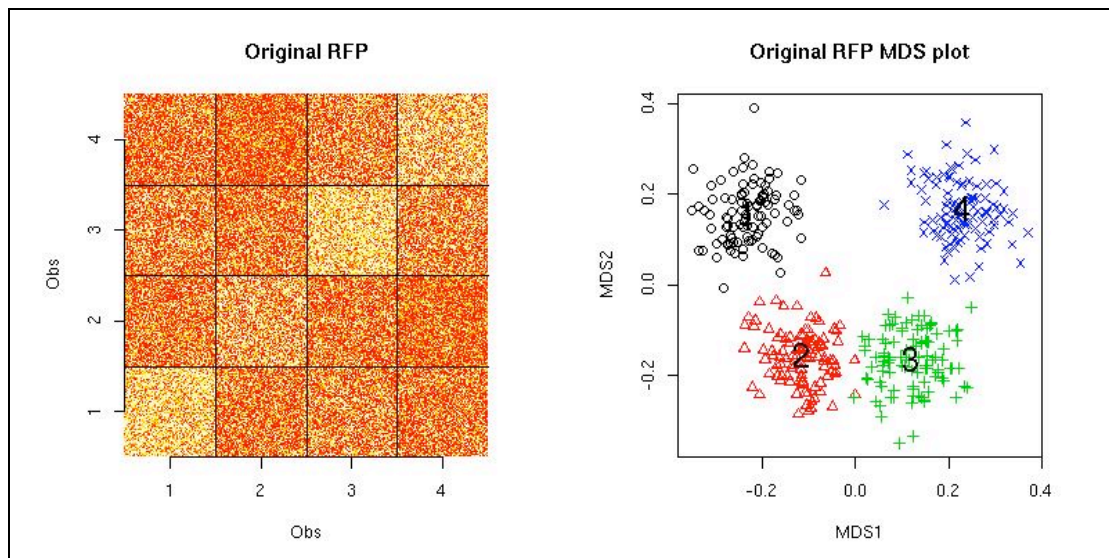 Original RFP
4
3
2
1
Obs
1 2 3 4
Obs
Original RFP MDS plot
0.4
0.2
0.0
-0.2
MDS2
1
4
2
3
-0.2 0.0 0.2 0.4
MDS1